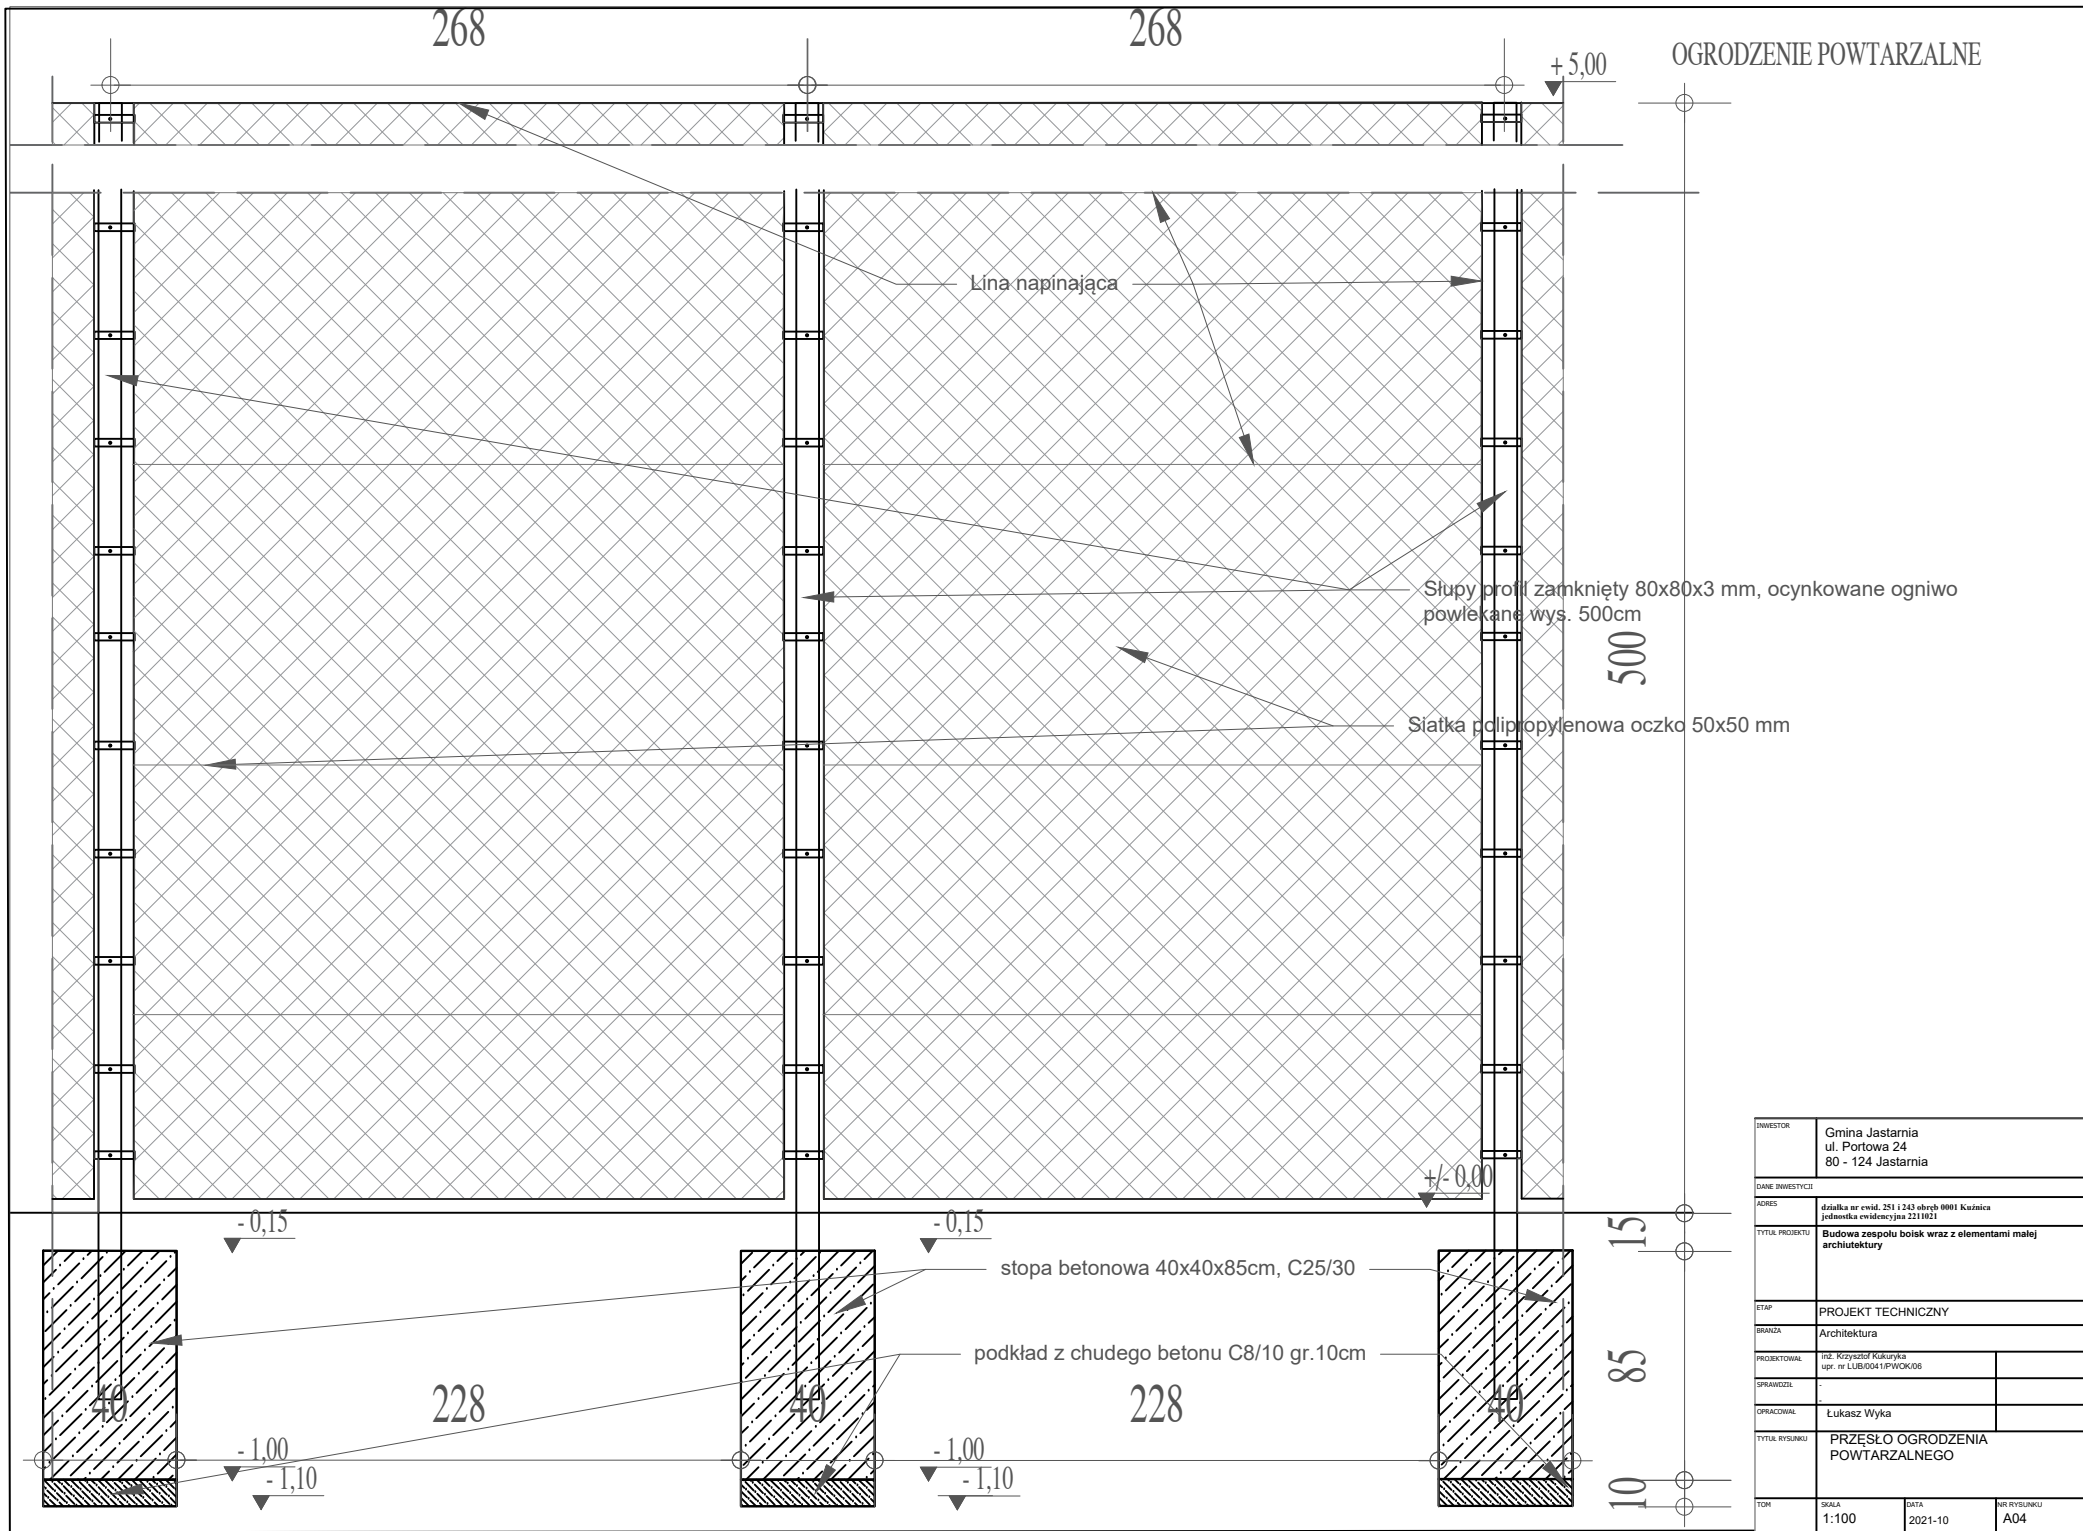 268
268
+ 5,00
OGRODZENIE POWTARZALNE
Lina napinająca
Słupy profil zamknięty 80x80x3 mm, ocynkowane ogniwo
powlekane wys. 500cm
500
Siatka polipropylenowa oczko 50x50 mm
+/- 0,00
- 0,15
- 0,15
15
stopa betonowa 40x40x85cm, C25/30
podkład z chudego betonu C8/10 gr.10cm
85
40
228
40
228
40
- 1,00
- 1,00
- 1,10
- 1,10
10
INWESTOR
Gmina Jastarnia
ul. Portowa 24
80 - 124 Jastarnia
DANE INWESTYCJI
ADRES
działka nr ewid. 251 i 243 obręb 0001 Kuźnica
jednostka ewidencyjna 2211021
TYTUŁ PROJEKTU
Budowa zespołu boisk wraz z elementami małej
archiutektury
ETAP
PROJEKT TECHNICZNY
BRANŻA
Architektura
PROJEKTOWAŁ
inż. Krzysztof Kukuryka
upr. nr LUB/0041/PWOK/06
SPRAWDZIŁ
-
-
OPRACOWAŁ
Łukasz Wyka
TYTUŁ RYSUNKU
PRZĘSŁO OGRODZENIA
POWTARZALNEGO
TOM
SKALA
1:100
DATA
2021-10
NR RYSUNKU
A04